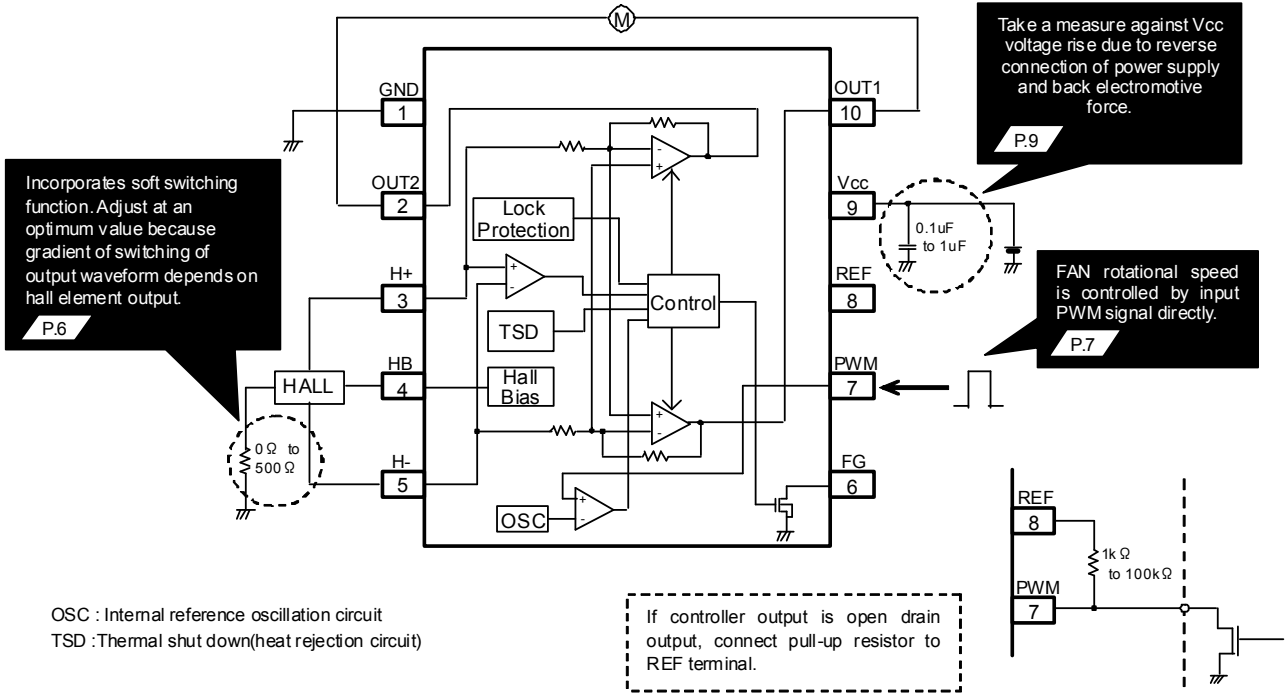 M
Take a measure against Vcc
voltage rise due to reverse
connection of power supply
and back electromotive
force.
P.9
GND
1
OUT1
10
Incorporates soft switching
function. Adjust at an
optimum value because
gradient of switching of
output waveform depends on
hall element output.
P.6
OUT2
2
Lock
Protection
Vcc
9
0.1uF
to 1uF
H+
3
Control
REF
8
FAN rotational speed
is controlled by input
PWM signal directly.
P.7
TSD
HALL
HB
4
Hall
Bias
PWM
7
0Ω to
500Ω
H-
5
FG
6
OSC
REF
8
1kΩ
to 100kΩ
PWM
7
OSC : Internal reference oscillation circuit
TSD : Thermal shut down(heat rejection circuit)
If controller output is open drain
output, connect pull-up resistor to
REF terminal.